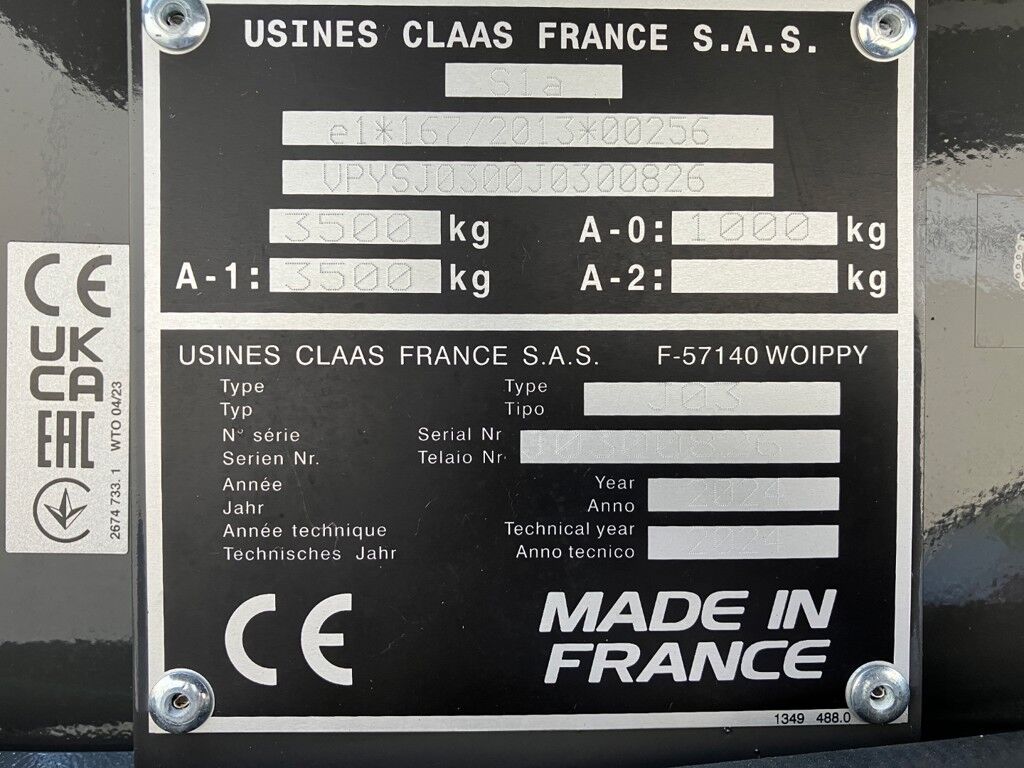 USINES CLAAS FRANCE S.A.S.
S1a
e1*167/2013*00256
VPYSJ0300J0300826
3500 kg A-0: 1000 kg
A-1: 3500 kg A-2: kg
USINES CLAAS FRANCE S.A.S. F-57140 WOIPPY
Type Type J03
Typ Tipo
N° série Serial Nr J0300826
Serien Nr. Telaio Nr
Année Year 2024
Jahr Anno
Année technique Technical year 2024
Technisches Jahr Anno tecnico
CE MADE IN
FRANCE
1349 488.0
CE
UK
CA
EAC
2674 733. 1 WTO 04/23